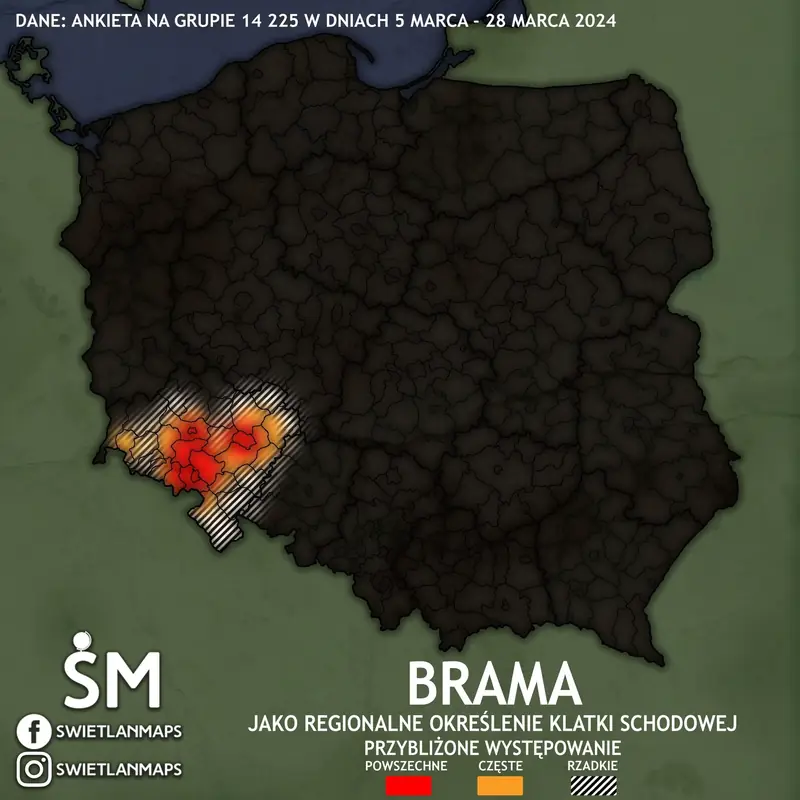 DANE: ANKIETA NA GRUPIE 14 225 W DNIACH 5 MARCA - 28 MARCA 2024
ŚM
SWIETLANMAPS
SWIETLANMAPS
BRAMA
JAKO REGIONALNE OKREŚLENIE KLATKI SCHODOWEJ
PRZYBLIŻONE WYSTĘPOWANIE
POWSZECHNE CZĘSTE RZADKIE